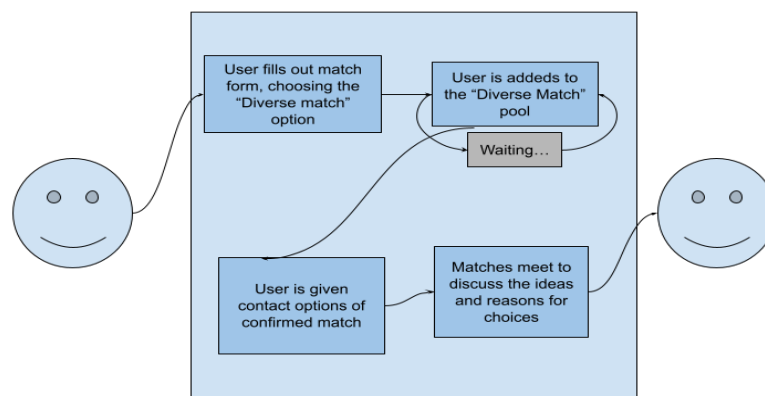 User fills out match
form, choosing the
“Diverse match”
option
User is addeds to
the “Diverse Match”
pool
Waiting…
User is given
contact options of
confirmed match
Matches meet to
discuss the ideas
and reasons for
choices